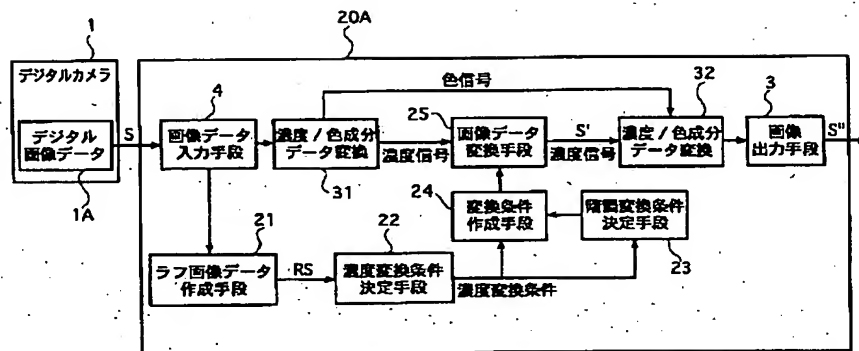 20A
1
デジタルカメラ
デジタル
画像データ
1A
S
4
画像データ
入力手段
色信号
濃度/色成分
データ変換
31
濃度信号
25
画像データ
変換手段
S'
濃度信号
32
濃度/色成分
データ変換
3
画像
出力手段
S"
24
変換条件
作成手段
階調変換条件
決定手段
23
21
ラフ画像データ
作成手段
RS
22
濃度変換条件
決定手段
濃度変換条件